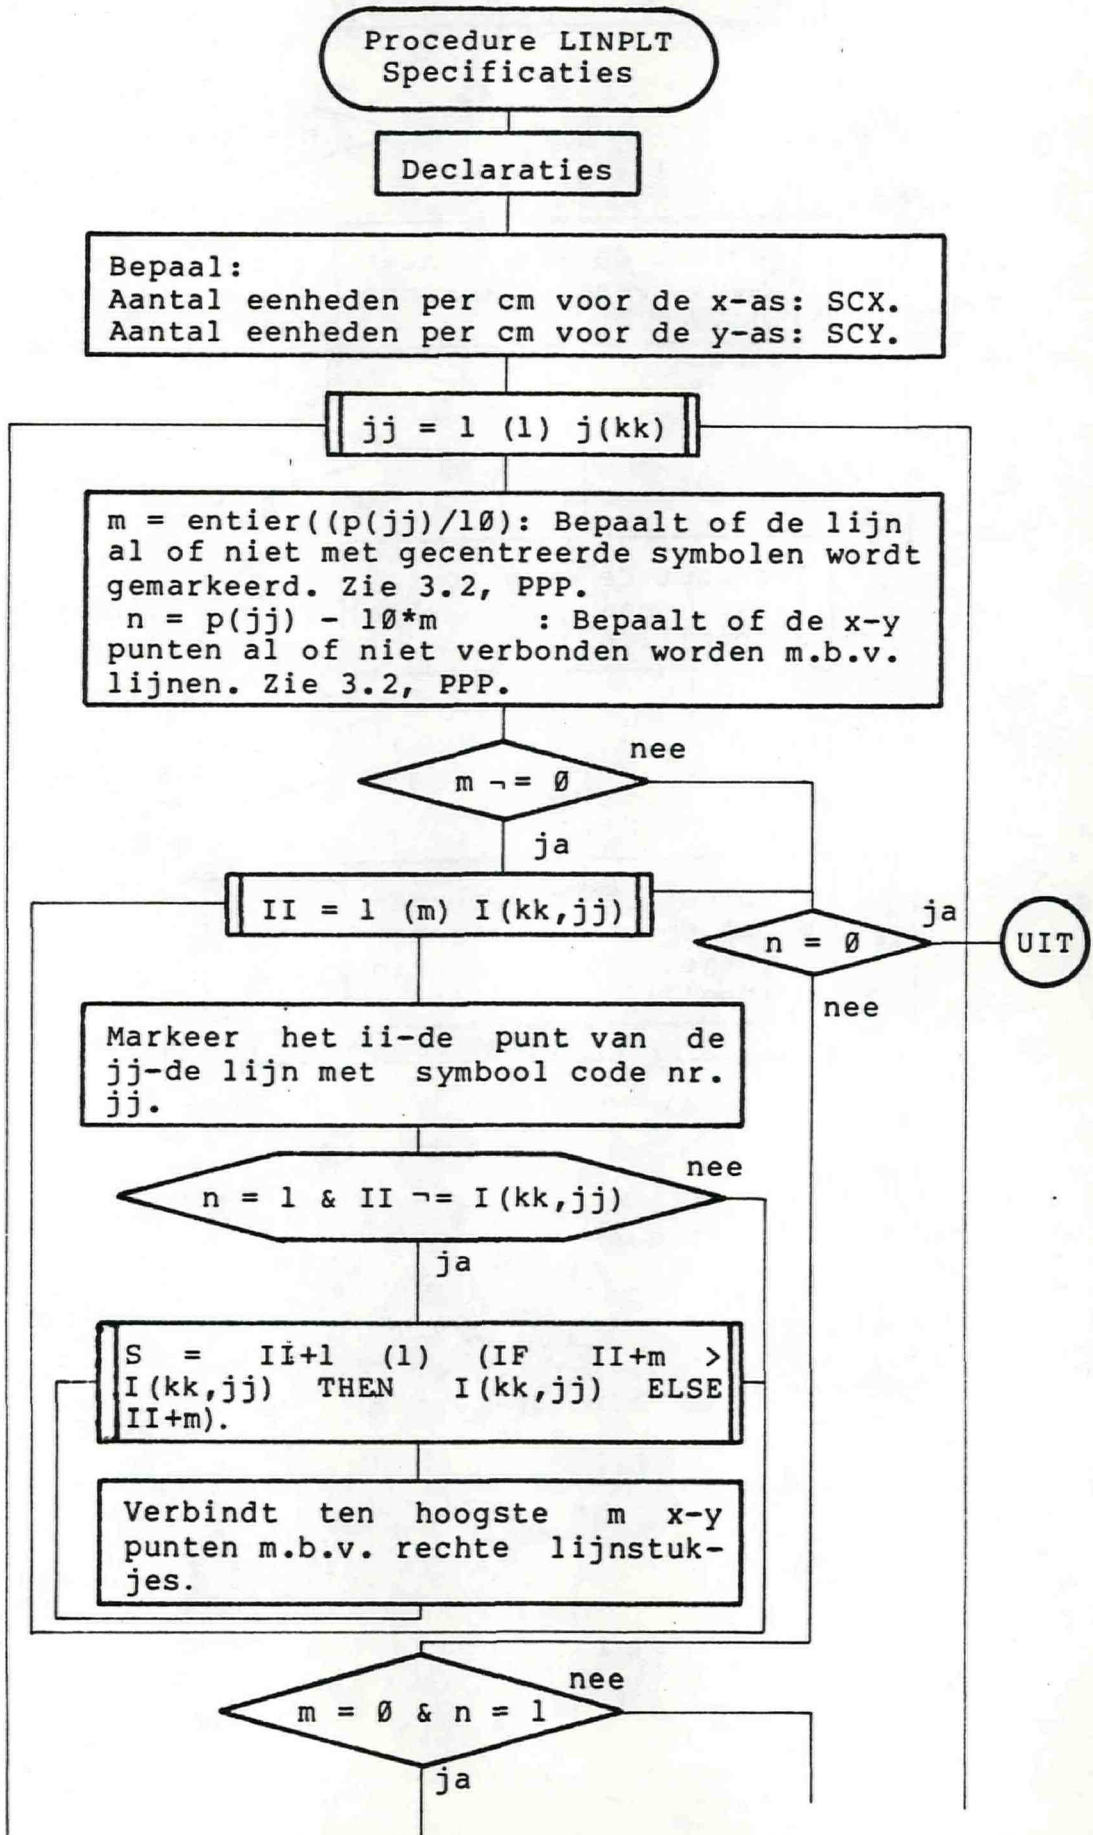 Procedure LINPLT
Specificaties
Declaraties
Bepaal:
Aantal eenheden per cm voor de x-as: SCX.
Aantal eenheden per cm voor de y-as: SCY.
jj = 1 (1) j(kk)
m = entier((p(jj)/10): Bepaalt of de lijn
al of niet met gecentreerde symbolen wordt
gemarkeerd. Zie 3.2, PPP.
n = p(jj) - 10*m : Bepaalt of de x-y
punten al of niet verbonden worden m.b.v.
lijnen. Zie 3.2, PPP.
nee
m ¬= Ø
ja
II = 1 (m) I(kk,jj)
ja
n = Ø
UIT
nee
Markeer het ii-de punt van de
jj-de lijn met symbool code nr.
jj.
nee
n = 1 & II ¬= I(kk,jj)
ja
S = II+1 (1) (IF II+m >
I(kk,jj) THEN I(kk,jj) ELSE
II+m).
Verbindt ten hoogste m x-y
punten m.b.v. rechte lijnstuk-
jes.
nee
m = Ø & n = 1
ja